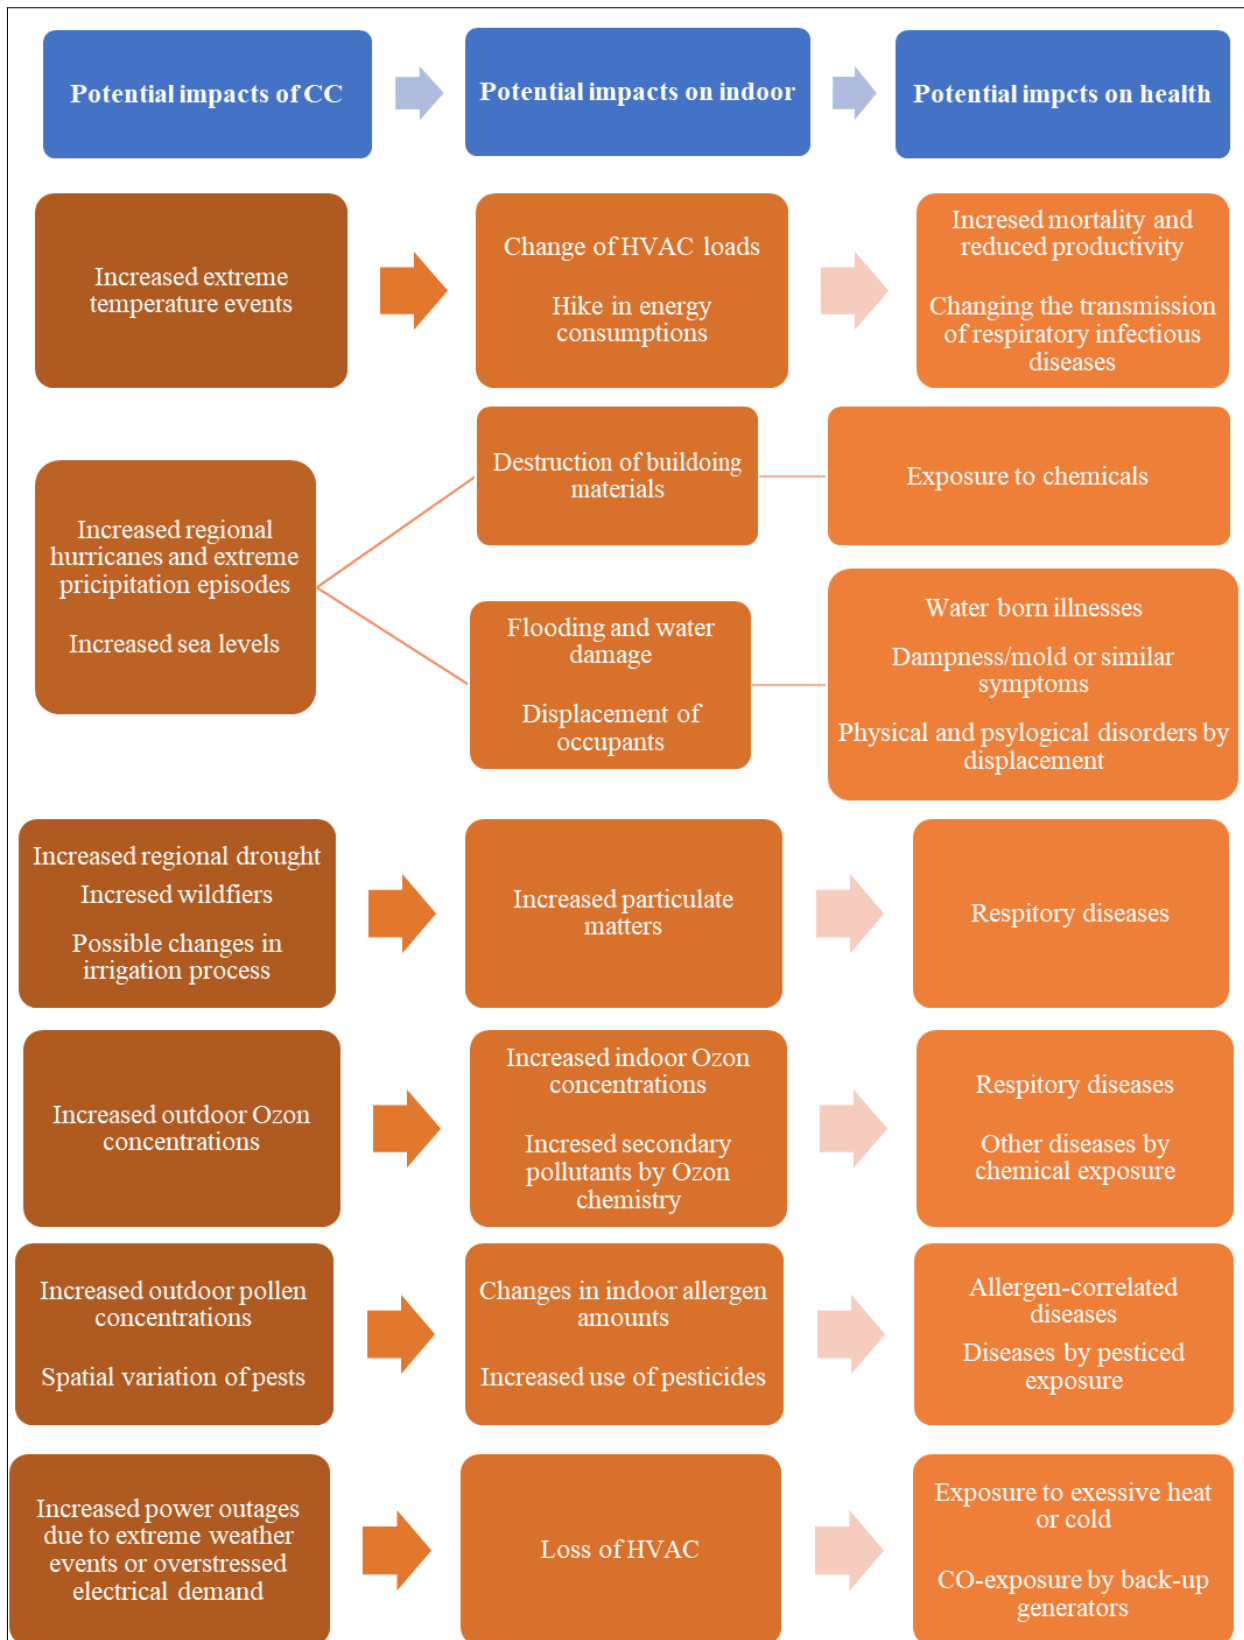 Potential impacts of CC
Potential impacts on indoor
Potential impcts on health
Increased extreme
temperature events
Change of HVAC loads
Hike in energy
consumptions
Incresed mortality and
reduced productivity
Changing the transmission
of respiratory infectious
diseases
Increased regional
hurricanes and extreme
pricipitation episodes
Increased sea levels
Destruction of buildoing
materials
Exposure to chemicals
Flooding and water
damage
Displacement of
occupants
Water born illnesses
Dampness/mold or similar
symptoms
Physical and psylogical disorders by
displacement
Increased regional drought
Incresed wildfiers
Possible changes in
irrigation process
Increased particulate
matters
Respitory diseases
Increased outdoor Ozon
concentrations
Increased indoor Ozon
concentrations
Incresed secondary
pollutants by Ozon
chemistry
Respitory diseases
Other diseases by
chemical exposure
Increased outdoor pollen
concentrations
Spatial variation of pests
Changes in indoor allergen
amounts
Increased use of pesticides
Allergen-correlated
diseases
Diseases by pesticed
exposure
Increased power outages
due to extreme weather
events or overstressed
electrical demand
Loss of HVAC
Exposure to exessive heat
or cold
CO-exposure by back-up
generators